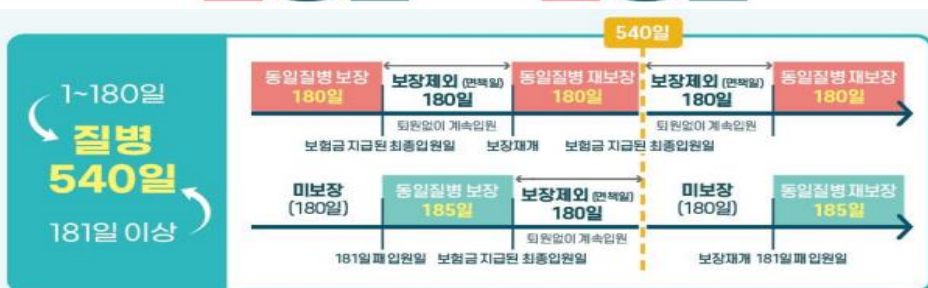 540일
1~180일
질병
540일
181일 이상
동일질병 보장
180일
보장제외 (면책일)
180일
동일질병 재보장
180일
보장제외 (면책일)
180일
동일질병 재보장
180일
퇴원없이 계속입원
퇴원없이 계속입원
보험금 지급된 최종입원일
보장재개
보험금 지급된 최종입원일
미보장
(180일)
동일질병 보장
185일
보장제외 (면책일)
180일
미보장
(180일)
동일질병 재보장
185일
퇴원없이 계속입원
181일째 입원일
보험금 지급된 최종입원일
보장재개
181일째 입원일